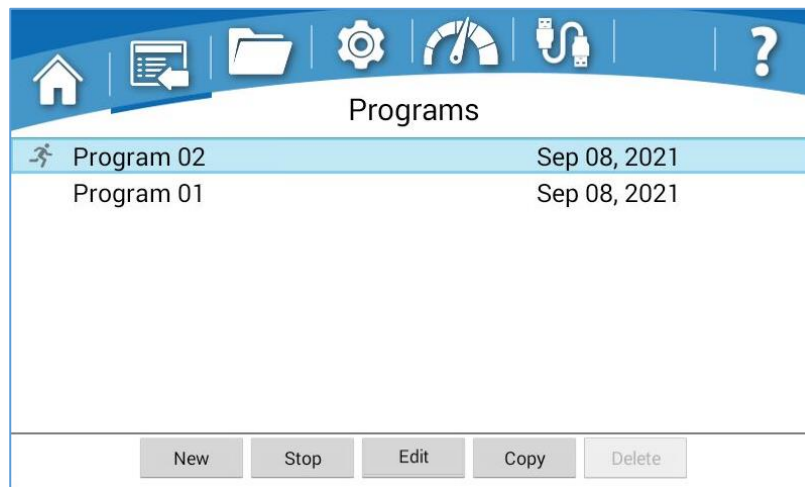 ?
Programs
Program 02 Sep 08, 2021
Program 01 Sep 08, 2021
New Stop Edit Copy Delete